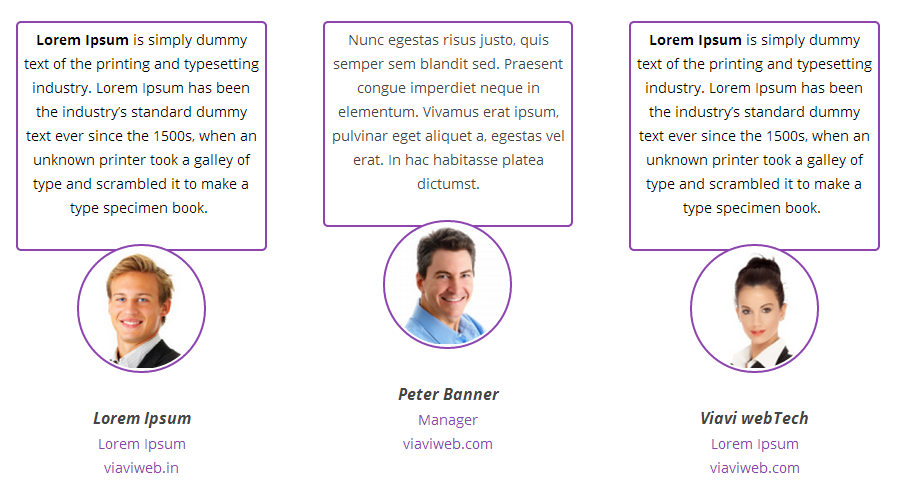 Lorem Ipsum is simply dummy
text of the printing and typesetting
industry. Lorem Ipsum has been
the industry's standard dummy
text ever since the 1500s, when an
unknown printer took a galley of
type and scrambled it to make a
type specimen book.
Lorem Ipsum
Lorem Ipsum
viaviweb.in
Nunc egestas risus justo, quis
semper sem blandit sed. Praesent
congue imperdiet neque in
elementum. Vivamus erat ipsum,
pulvinar eget aliquet a, egestas vel
erat. In hac habitasse platea
dictumst.
Peter Banner
Manager
viaviweb.com
Lorem Ipsum is simply dummy
text of the printing and typesetting
industry. Lorem Ipsum has been
the industry's standard dummy
text ever since the 1500s, when an
unknown printer took a galley of
type and scrambled it to make a
type specimen book.
Viavi webTech
Lorem Ipsum
viaviweb.com